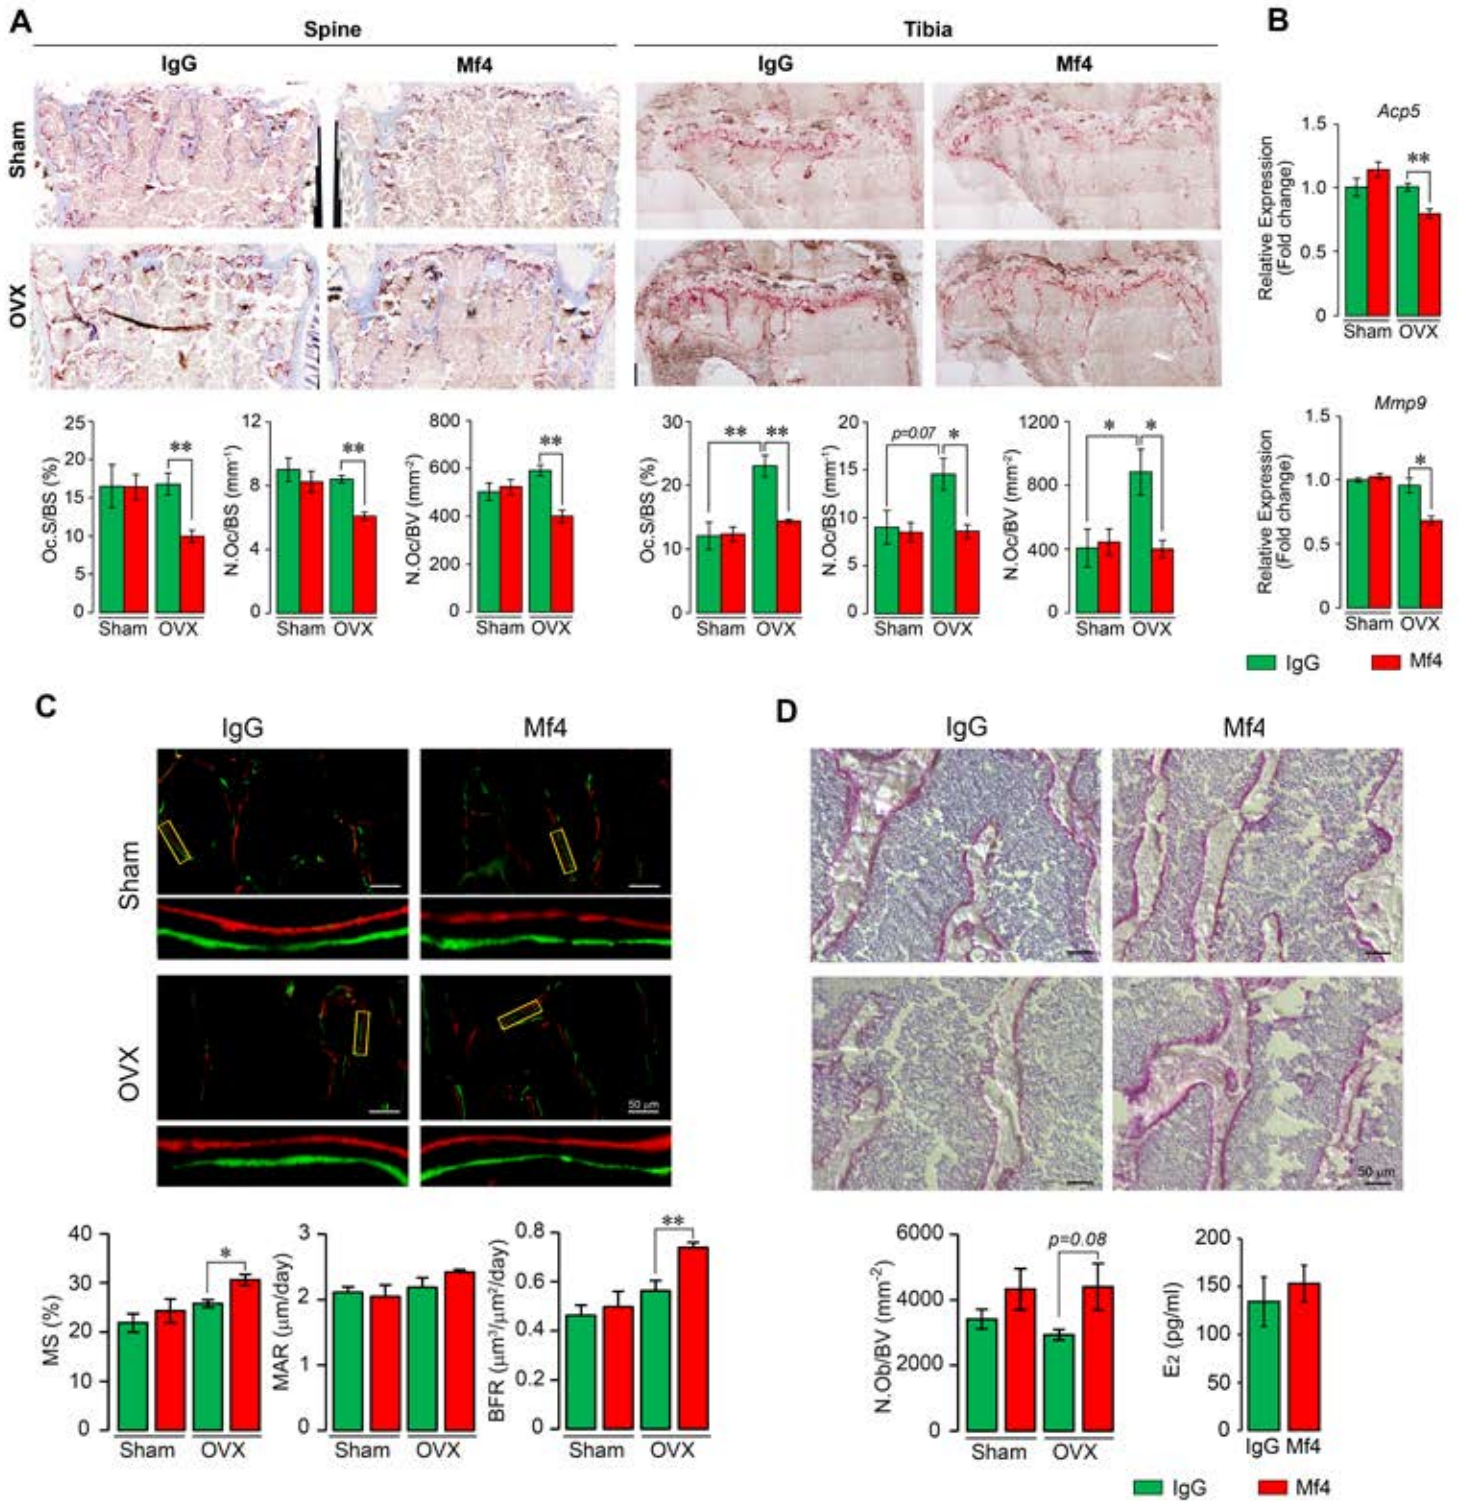 A
Spine
Tibia
IgG
Mf4
IgG
Mf4
Sham
OVX
25
20
15
10
5
0
Oc.S/BS (%)
**
Sham OVX
12
8
4
0
N.Oc/BS (mm⁻¹)
**
Sham OVX
800
600
400
200
0
N.Oc/BV (mm⁻²)
**
Sham OVX
30
20
10
0
Oc.S/BS (%)
** **
Sham OVX
20
15
10
5
0
N.Oc/BS (mm⁻¹)
p=0.07 *
Sham OVX
1200
800
400
0
N.Oc/BV (mm⁻²)
* *
Sham OVX
B
Acp5
1.5
1.0
0.5
0
Relative Expression
(Fold change)
**
Sham OVX
Mmp9
1.5
1.0
0.5
0
Relative Expression
(Fold change)
*
Sham OVX
IgG Mf4
C
IgG
Mf4
Sham
OVX
50 µm
40
30
20
10
0
MS (%)
*
Sham OVX
3
2
1
0
MAR (µm/day)
Sham OVX
0.8
0.6
0.4
0.2
0
BFR (µm³/µm²/day)
**
Sham OVX
D
IgG
Mf4
50 µm
6000
4000
2000
0
N.Ob/BV (mm⁻²)
p=0.08
Sham OVX
200
150
100
50
0
E2 (pg/ml)
IgG Mf4
IgG Mf4